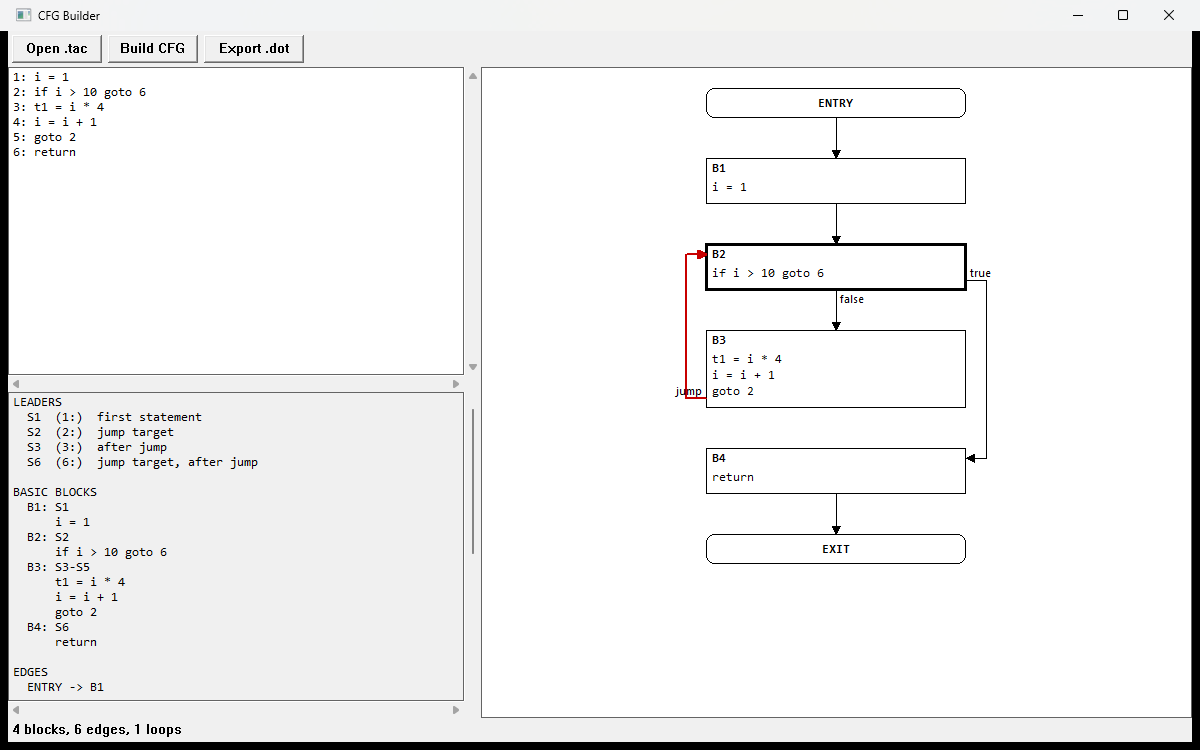 CFG Builder
Open .tac
Build CFG
Export .dot
1: i = 1
2: if i > 10 goto 6
3: t1 = i * 4
4: i = i + 1
5: goto 2
6: return
LEADERS
S1  (1:)  first statement
S2  (2:)  jump target
S3  (3:)  after jump
S6  (6:)  jump target, after jump
BASIC BLOCKS
B1: S1
i = 1
B2: S2
if i > 10 goto 6
B3: S3-S5
t1 = i * 4
i = i + 1
goto 2
B4: S6
return
EDGES
ENTRY -> B1
4 blocks, 6 edges, 1 loops
ENTRY
B1
i = 1
B2
if i > 10 goto 6
true
false
B3
t1 = i * 4
i = i + 1
jump
goto 2
B4
return
EXIT